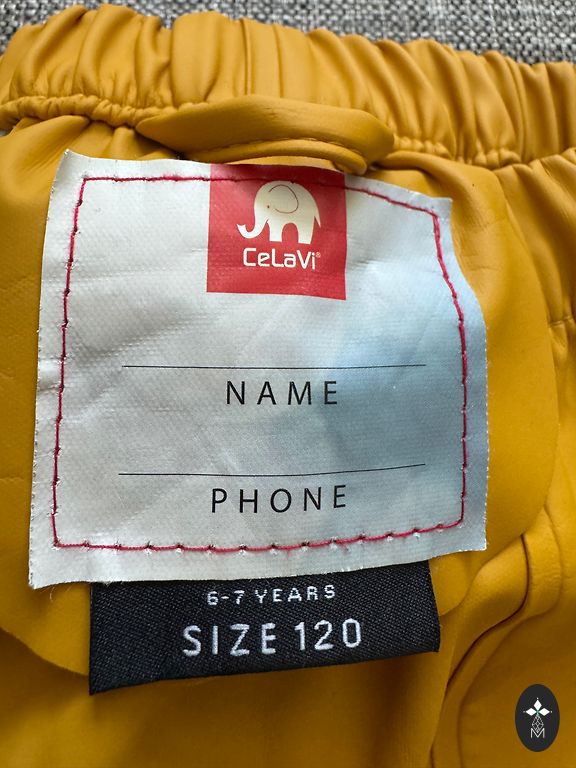 CeLaVi®
NAME
PHONE
6-7 YEARS
SIZE 120
M